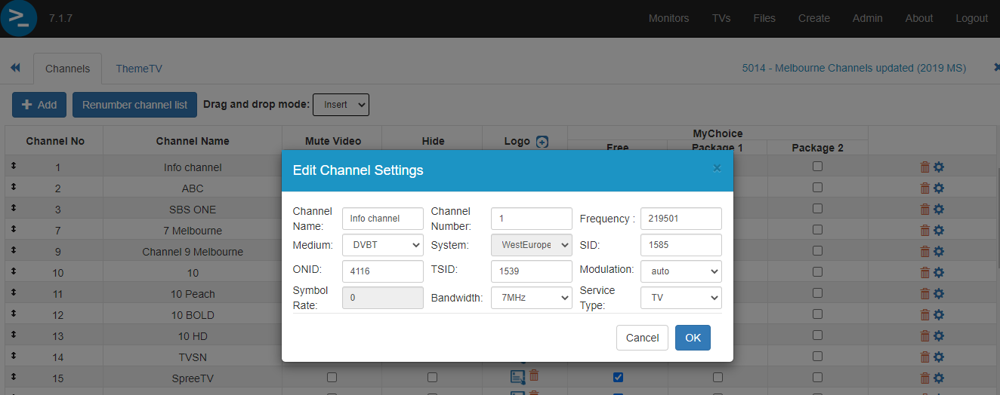 >_ 7.1.7 Monitors TVs Files Create Admin About Logout
Channels ThemeTV 5014 - Melbourne Channels updated (2019 MS)
+ Add Renumber channel list Drag and drop mode: Insert
MyChoice
Channel No Channel Name Mute Video Hide Logo
Free Package 1 Package 2
1 Info channel
2 ABC
3 SBS ONE
7 7 Melbourne
9 Channel 9 Melbourne
10 10
11 10 Peach
12 10 BOLD
13 10 HD
14 TVSN
15 SpreeTV
Edit Channel Settings ×
Channel Name: Info channel Channel Number: 1 Frequency : 219501
Medium: DVBT System: WestEurope SID: 1585
ONID: 4116 TSID: 1539 Modulation: auto
Symbol Rate: 0 Bandwidth: 7MHz Service Type: TV
Cancel OK